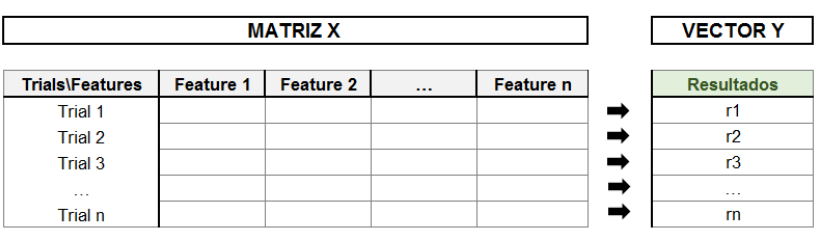 MATRIZ X VECTOR Y
Trials\Features Feature 1 Feature 2 ... Feature n Resultados
Trial 1 r1
Trial 2 r2
Trial 3 r3
... ...
Trial n rn